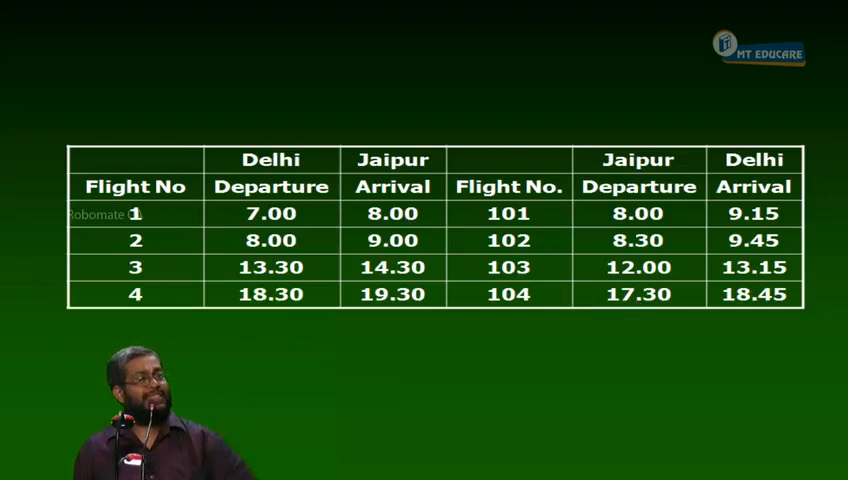 MT EDUCARE
Delhi Jaipur Jaipur Delhi
Flight No Departure Arrival Flight No. Departure Arrival
1 7.00 8.00 101 8.00 9.15
Robomate CA
2 8.00 9.00 102 8.30 9.45
3 13.30 14.30 103 12.00 13.15
4 18.30 19.30 104 17.30 18.45